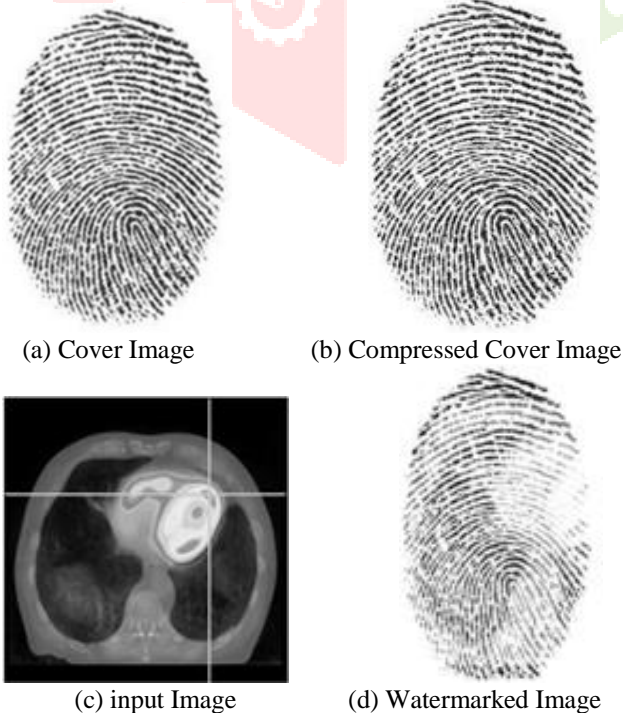 (a) Cover Image
(b) Compressed Cover Image
(c) input Image
(d) Watermarked Image